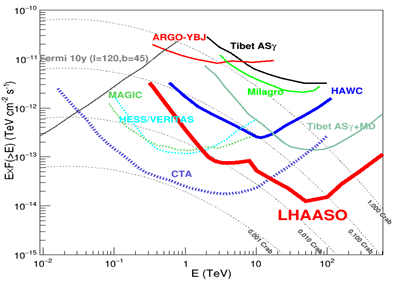 10⁻¹⁰
ARGO-YBJ
Tibet ASγ
10⁻¹¹
Fermi 10y (l=120,b=45)
MAGIC
Milagro
HAWC
10⁻¹²
HESS/VERITAS
Tibet ASγ+MD
10⁻¹³
CTA
10⁻¹⁴
LHAASO
1.000 Crab
0.100 Crab
0.010 Crab
0.001 Crab
10⁻¹⁵
10⁻² 10⁻¹ 1 10 10²
E (TeV)
E×F(>E) (TeV cm⁻² s⁻¹)